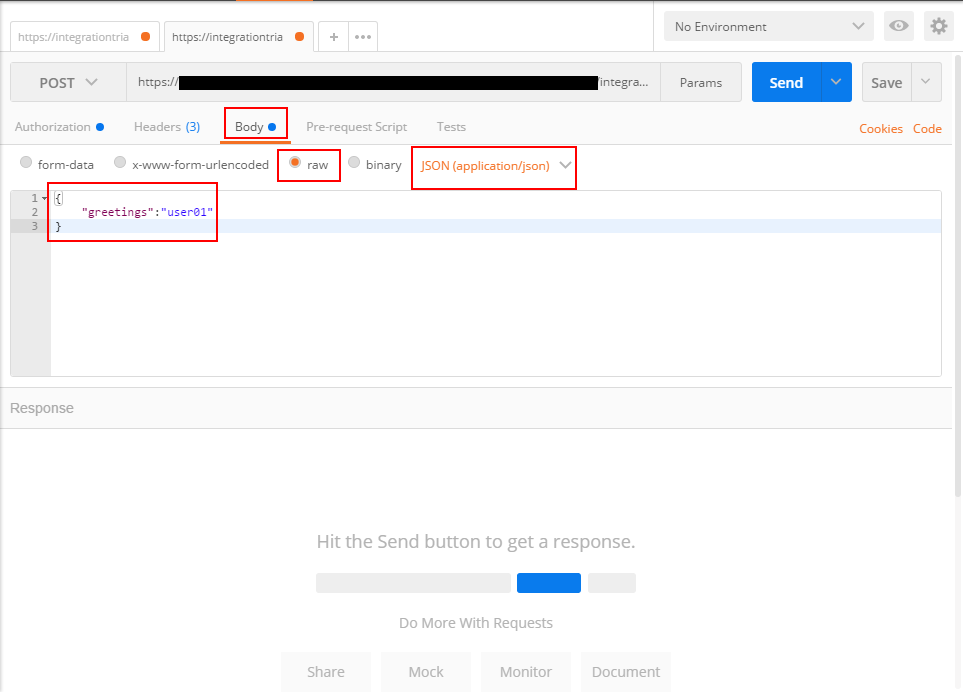 https://integrationtria https://integrationtria + ••• No Environment
POST https:// /integra... Params Send Save
Authorization Headers (3) Body Pre-request Script Tests Cookies Code
form-data x-www-form-urlencoded raw binary JSON (application/json)
1 {
2 "greetings":"user01"
3 }
Response
Hit the Send button to get a response.
Do More With Requests
Share Mock Monitor Document